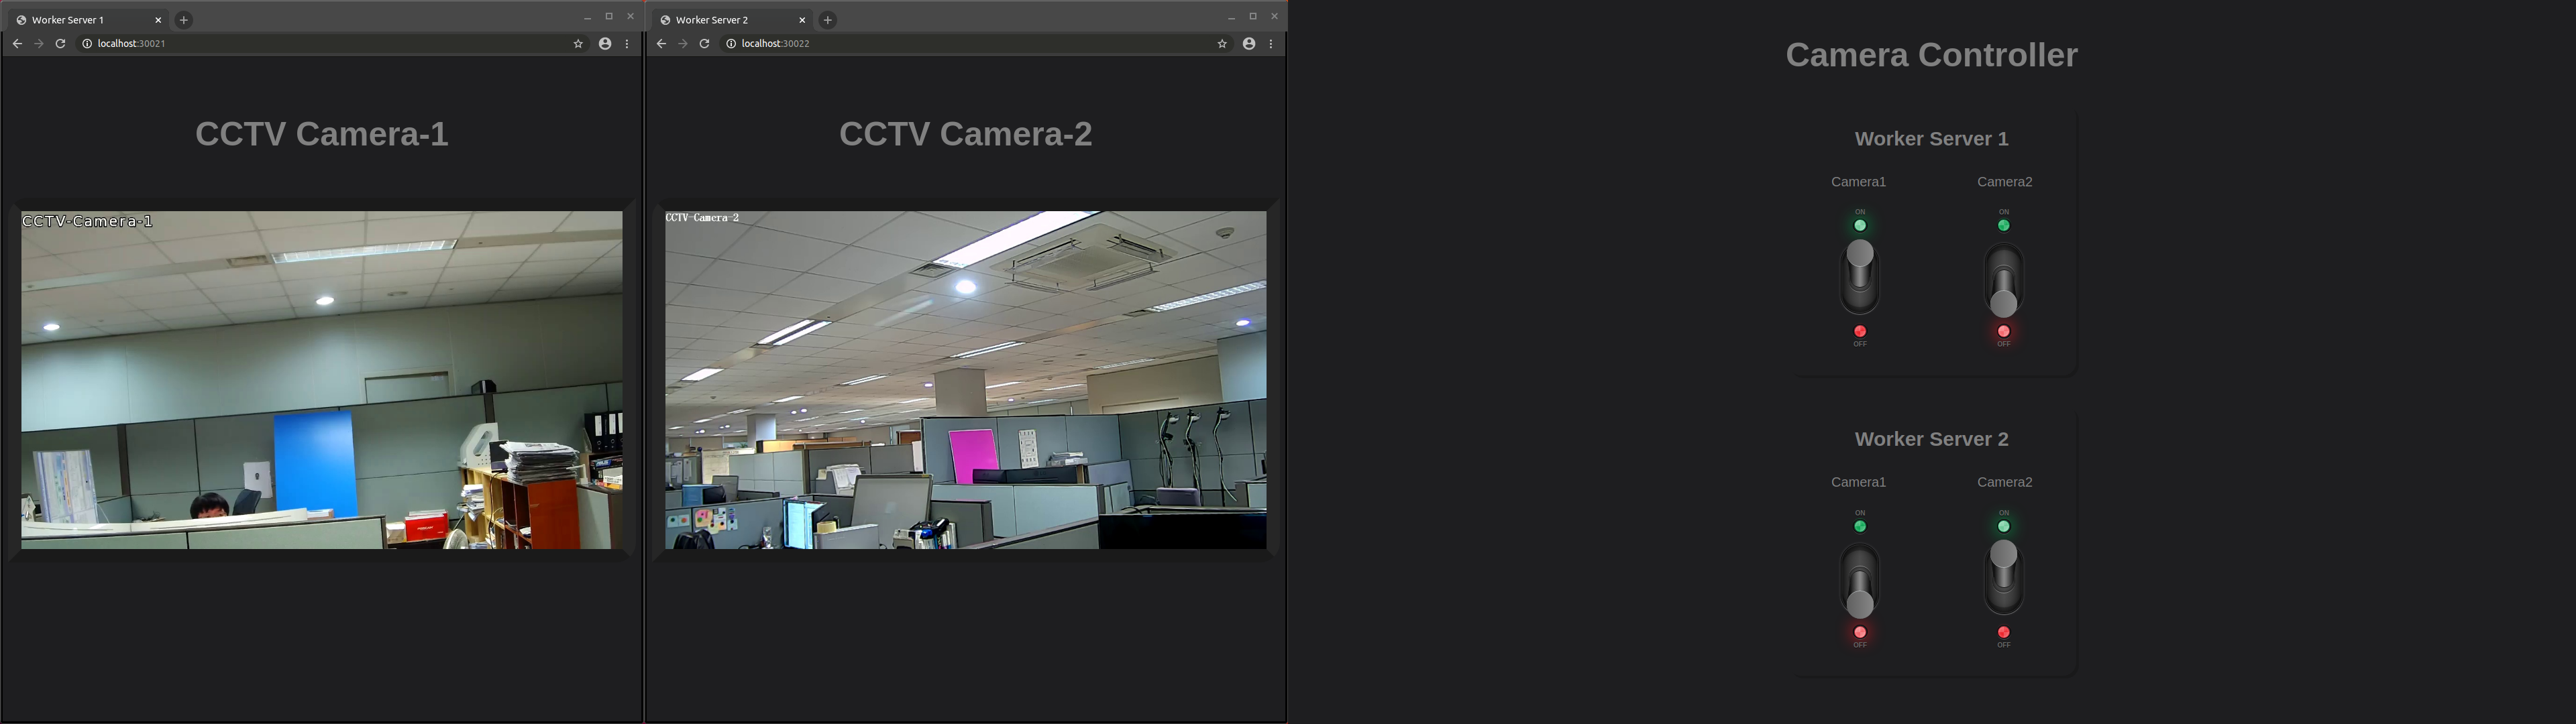 Worker Server 1
localhost:30021
CCTV Camera-1
CCTV-Camera-1
Worker Server 2
localhost:30022
CCTV Camera-2
CCTV-Camera-2
Camera Controller
Worker Server 1
Camera1 Camera2
ON ON
OFF OFF
Worker Server 2
Camera1 Camera2
ON ON
OFF OFF